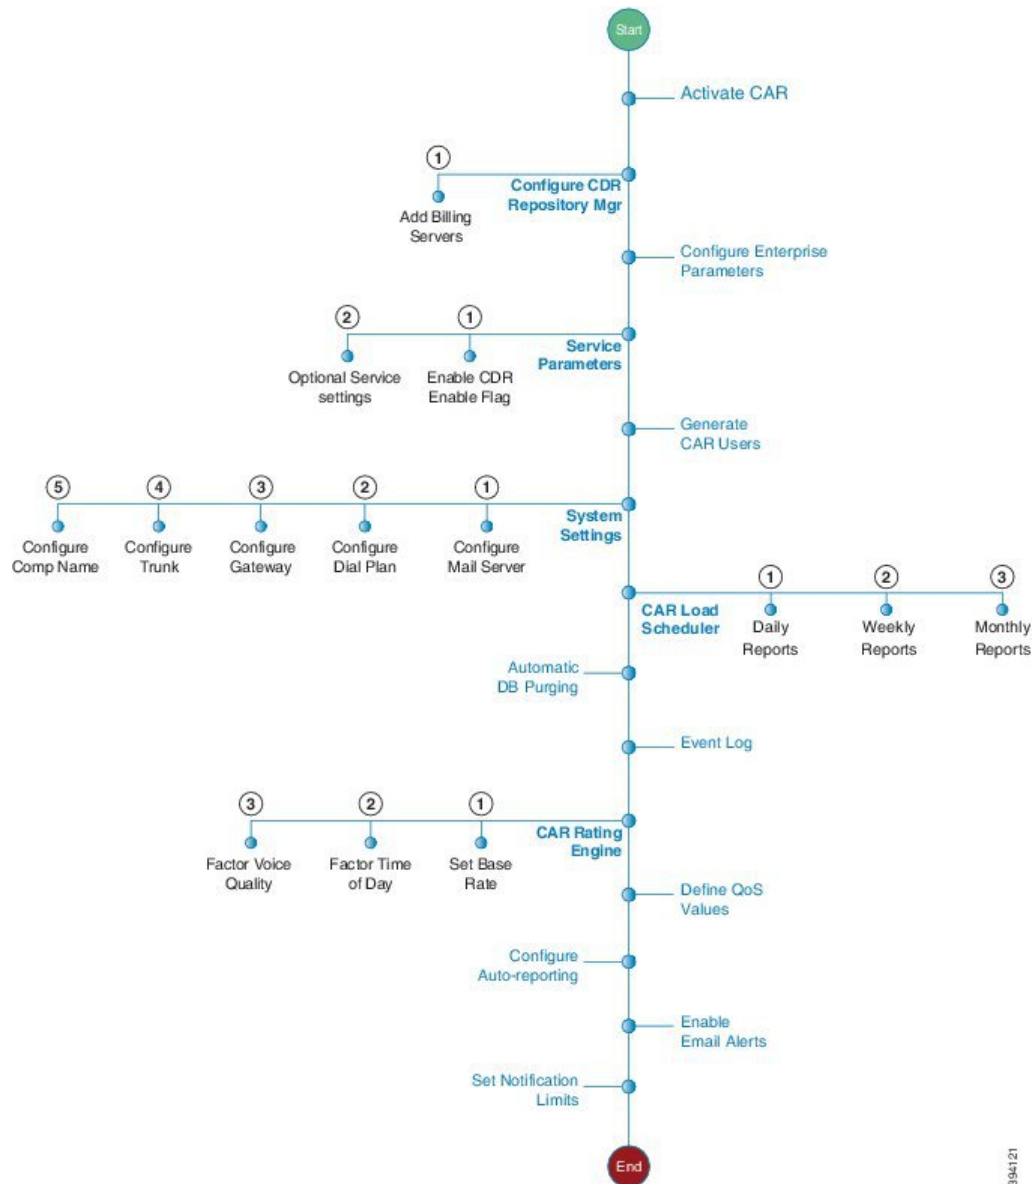 Start
Activate CAR
1
Configure CDR
Repository Mgr
Add Billing
Servers
Configure Enterprise
Parameters
2
1
Service
Parameters
Optional Service
settings
Enable CDR
Enable Flag
Generate
CAR Users
5
4
3
2
1
System
Settings
Configure
Comp Name
Configure
Trunk
Configure
Gateway
Configure
Dial Plan
Configure
Mail Server
1
2
3
CAR Load
Scheduler
Daily
Reports
Weekly
Reports
Monthly
Reports
Automatic
DB Purging
Event Log
3
2
1
CAR Rating
Engine
Factor Voice
Quality
Factor Time
of Day
Set Base
Rate
Define QoS
Values
Configure
Auto-reporting
Enable
Email Alerts
Set Notification
Limits
End
394121